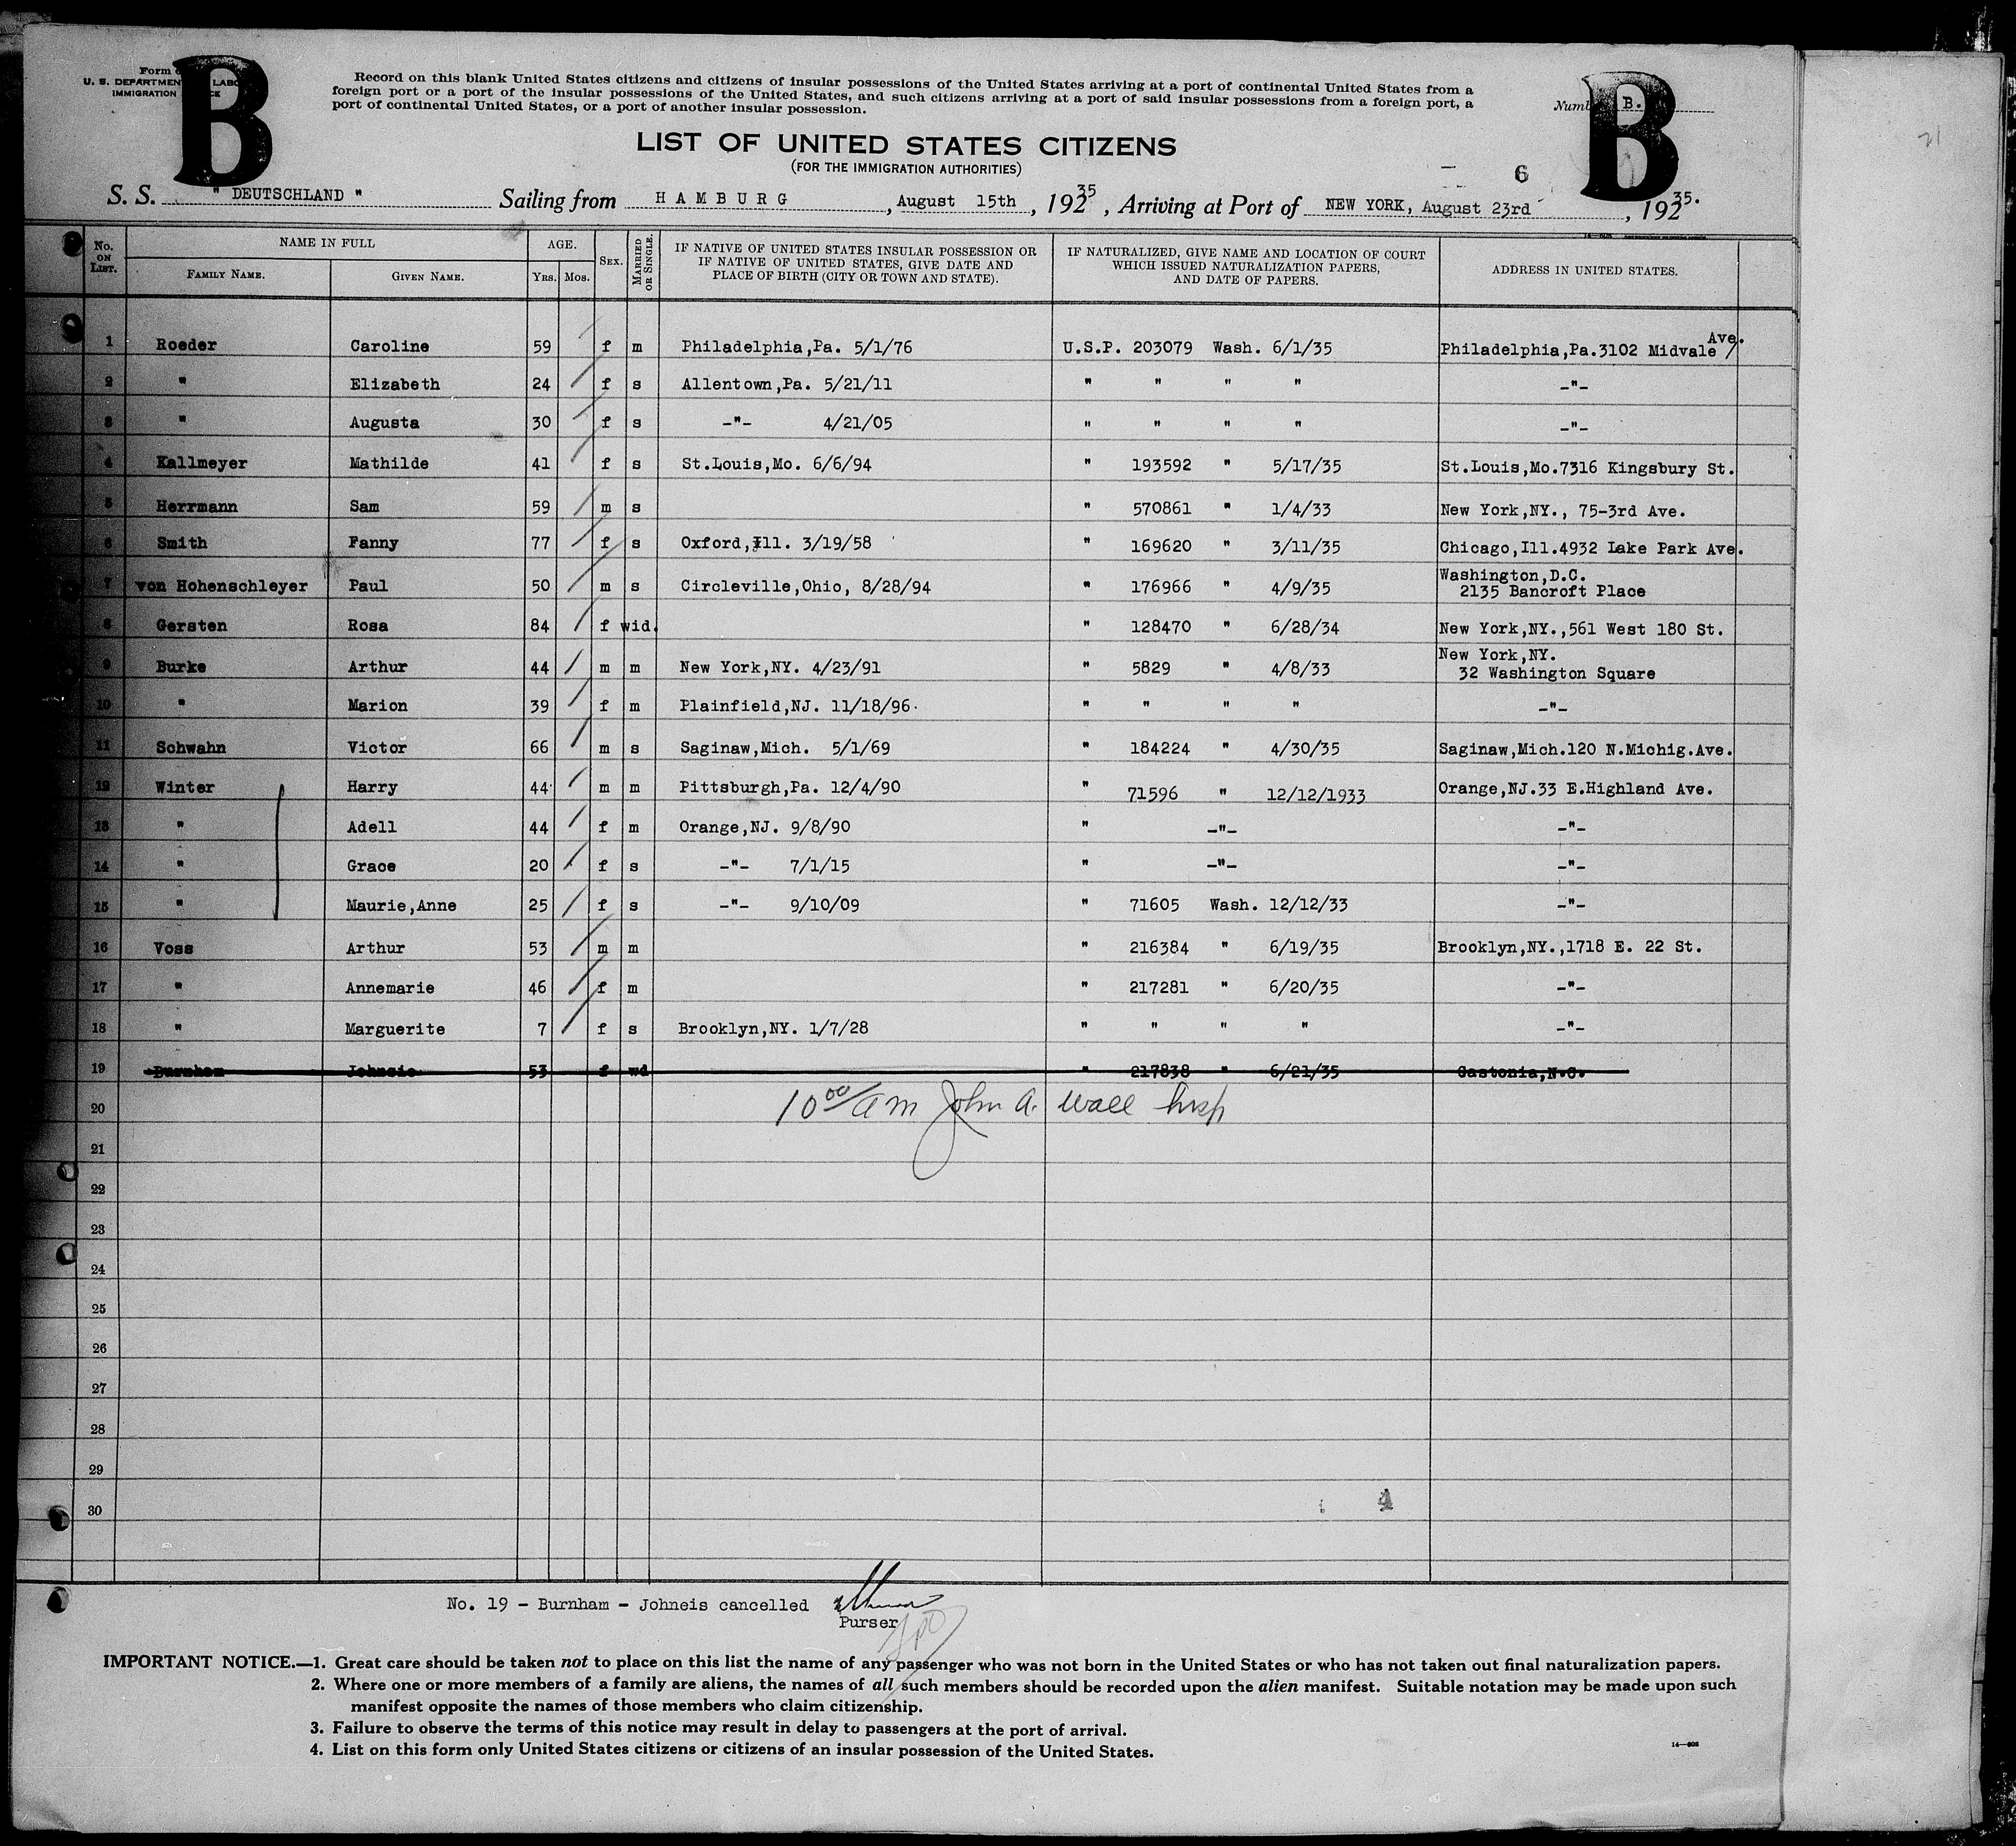 B
B
Form
U. S. DEPARTMENT LABO
IMMIGRATION
Record on this blank United States citizens and citizens of insular possessions of the United States arriving at a port of continental United States from a
foreign port or a port of the insular possessions of the United States, and such citizens arriving at a port of said insular possessions from a foreign port, a
port of continental United States, or a port of another insular possession.
Numb B.
LIST OF UNITED STATES CITIZENS
(FOR THE IMMIGRATION AUTHORITIES)
6
21
S. S. " DEUTSCHLAND " Sailing from HAMBURG, August 15th, 19235, Arriving at Port of NEW YORK, August 23rd, 19235.
No. ON LIST. NAME IN FULL FAMILY NAME. GIVEN NAME. AGE. YRS. MOS. SEX. MARRIED OR SINGLE. IF NATIVE OF UNITED STATES INSULAR POSSESSION OR IF NATIVE OF UNITED STATES, GIVE DATE AND PLACE OF BIRTH (CITY OR TOWN AND STATE). IF NATURALIZED, GIVE NAME AND LOCATION OF COURT WHICH ISSUED NATURALIZATION PAPERS, AND DATE OF PAPERS. ADDRESS IN UNITED STATES.
1 Roeder Caroline 59 f m Philadelphia,Pa. 5/1/76 U.S.P. 203079 Wash. 6/1/35 Philadelphia,Pa.3102 Midvale Ave.
2 " Elizabeth 24 f s Allentown,Pa. 5/21/11 " " " " -"-
3 " Augusta 30 f s -"- 4/21/05 " " " " -"-
4 Kallmeyer Mathilde 41 f s St.Louis,Mo. 6/6/94 " 193592 " 5/17/35 St.Louis,Mo.7316 Kingsbury St.
5 Herrmann Sam 59 m s " 570861 " 1/4/33 New York,NY., 75-3rd Ave.
6 Smith Fanny 77 f s Oxford,Ill. 3/19/58 " 169620 " 3/11/35 Chicago,Ill.4932 Lake Park Ave.
7 von Hohenschleyer Paul 50 m s Circleville,Ohio, 8/28/94 " 176966 " 4/9/35 Washington,D.C. 2135 Bancroft Place
8 Gersten Rosa 84 f wid. " 128470 " 6/28/34 New York,NY.,561 West 180 St.
9 Burke Arthur 44 m m New York,NY. 4/23/91 " 5829 " 4/8/33 New York,NY. 32 Washington Square
10 " Marion 39 f m Plainfield,NJ. 11/18/96. " " " " -"-
11 Schwahn Victor 66 m s Saginaw,Mich. 5/1/69 " 184224 " 4/30/35 Saginaw,Mich.120 N.Michig.Ave.
12 Winter Harry 44 m m Pittsburgh,Pa. 12/4/90 " 71596 " 12/12/1933 Orange,NJ.33 E.Highland Ave.
13 " Adell 44 f m Orange,NJ. 9/8/90 " -"- -"-
14 " Grace 20 f s -"- 7/1/15 " -"- -"-
15 " Maurie,Anne 25 f s -"- 9/10/09 " 71605 Wash. 12/12/33 -"-
16 Voss Arthur 53 m m " 216384 " 6/19/35 Brooklyn,NY.,1718 E. 22 St.
17 " Annemarie 46 f m " 217281 " 6/20/35 -"-
18 " Marguerite 7 f s Brooklyn,NY. 1/7/28 " " " " -"-
19 Burnham Johnsie 53 f wd " 217838 " 6/21/35 Gastonia,N.C.
20 10 00/am John A. Wall Insp
21
22
23
24
25
26
27
28
29
30
4
No. 19 - Burnham - Johneis cancelled
Purser
IMPORTANT NOTICE.—1. Great care should be taken not to place on this list the name of any passenger who was not born in the United States or who has not taken out final naturalization papers.
2. Where one or more members of a family are aliens, the names of all such members should be recorded upon the alien manifest. Suitable notation may be made upon such
manifest opposite the names of those members who claim citizenship.
3. Failure to observe the terms of this notice may result in delay to passengers at the port of arrival.
4. List on this form only United States citizens or citizens of an insular possession of the United States.